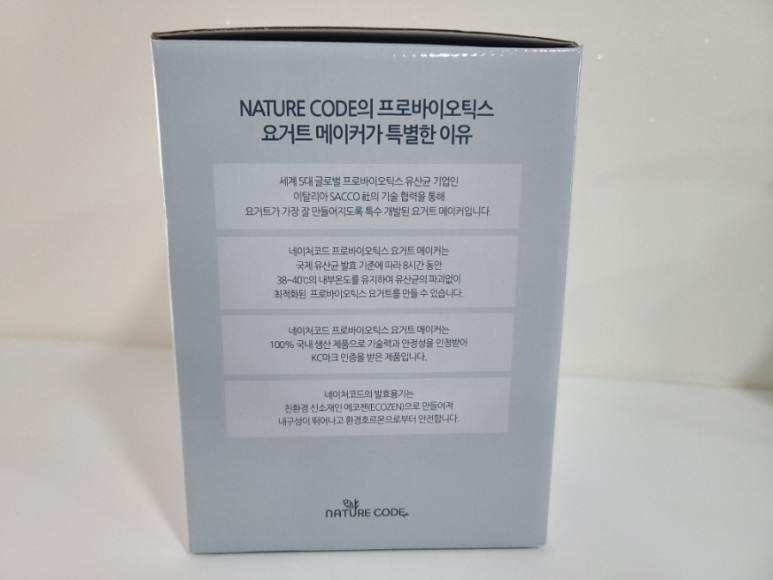 NATURE CODE의 프로바이오틱스
요거트 메이커가 특별한 이유
세계 5대 글로벌 프로바이오틱스 유산균 기업인
이탈리아 SACCO 社의 기술 협력을 통해
요거트가 가장 잘 만들어지도록 특수 개발된 요거트 메이커입니다.
네이처코드 프로바이오틱스 요거트 메이커는
국제 유산균 발효 기준에 따라 8시간 동안
38~40℃의 내부온도를 유지하여 유산균의 파괴없이
최적화된 프로바이오틱스 요거트를 만들 수 있습니다.
네이처코드 프로바이오틱스 요거트 메이커는
100% 국내 생산 제품으로 기술력과 안정성을 인정받아
KC마크 인증을 받은 제품입니다.
네이처코드의 발효용기는
친환경 신소재인 에코젠(ECOZEN)으로 만들어져
내구성이 뛰어나고 환경호르몬으로부터 안전합니다.
NATURE CODE